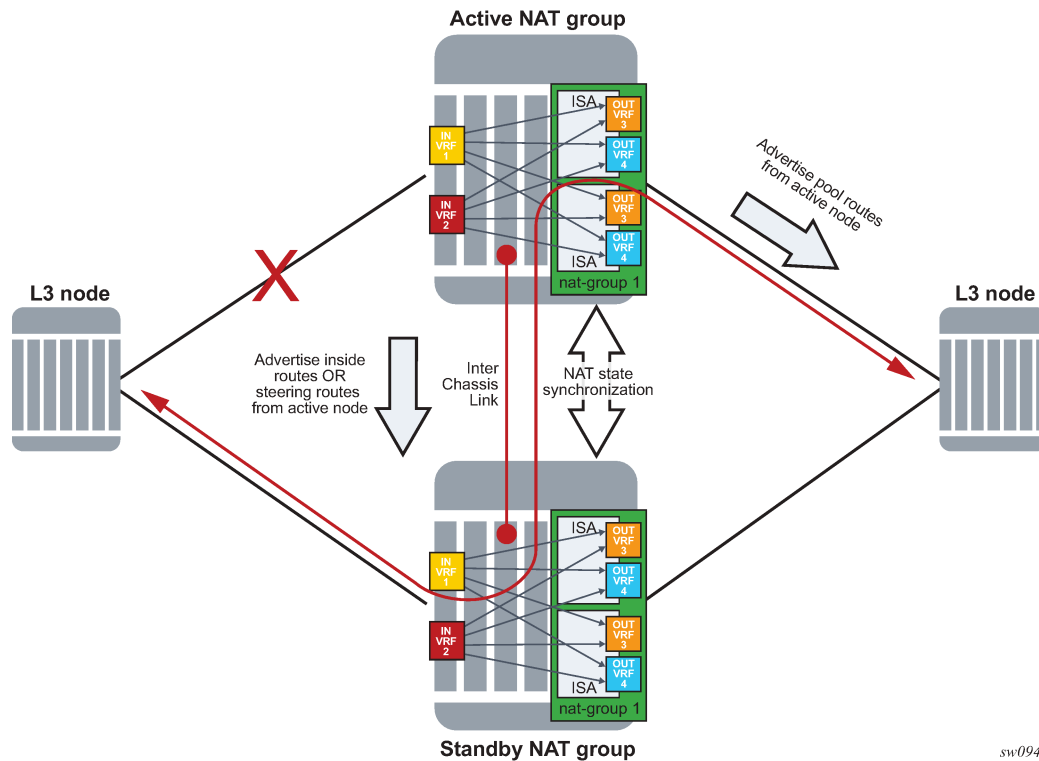 Active NAT group
ISA
OUT
VRF
3
IN
VRF
1
OUT
VRF
4
IN
VRF
2
OUT
VRF
3
OUT
VRF
4
ISA
nat-group 1
Advertise pool routes
from active node
L3 node
L3 node
Advertise inside
routes OR
steering routes
from active node
Inter
Chassis
Link
NAT state
synchronization
ISA
OUT
VRF
3
IN
VRF
1
OUT
VRF
4
IN
VRF
2
OUT
VRF
3
OUT
VRF
4
ISA
nat-group 1
Standby NAT group
sw094